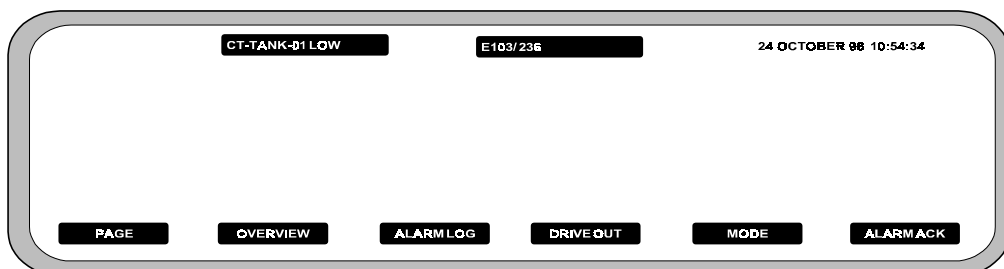 CT-TANK-01 LOW E103/236 24 OCTOBER 96 10:54:34
PAGE OVERVIEW ALARM LOG DRIVE OUT MODE ALARM ACK